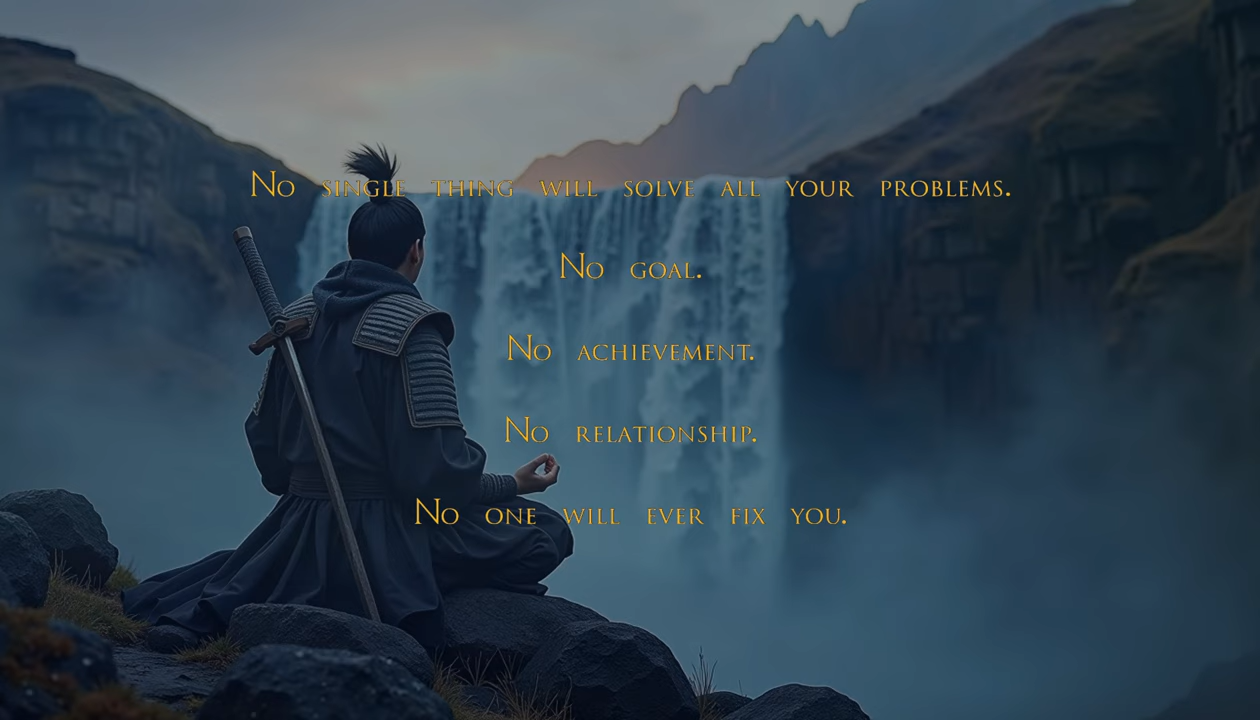 No single thing will solve all your problems.
No goal.
No achievement.
No relationship.
No one will ever fix you.